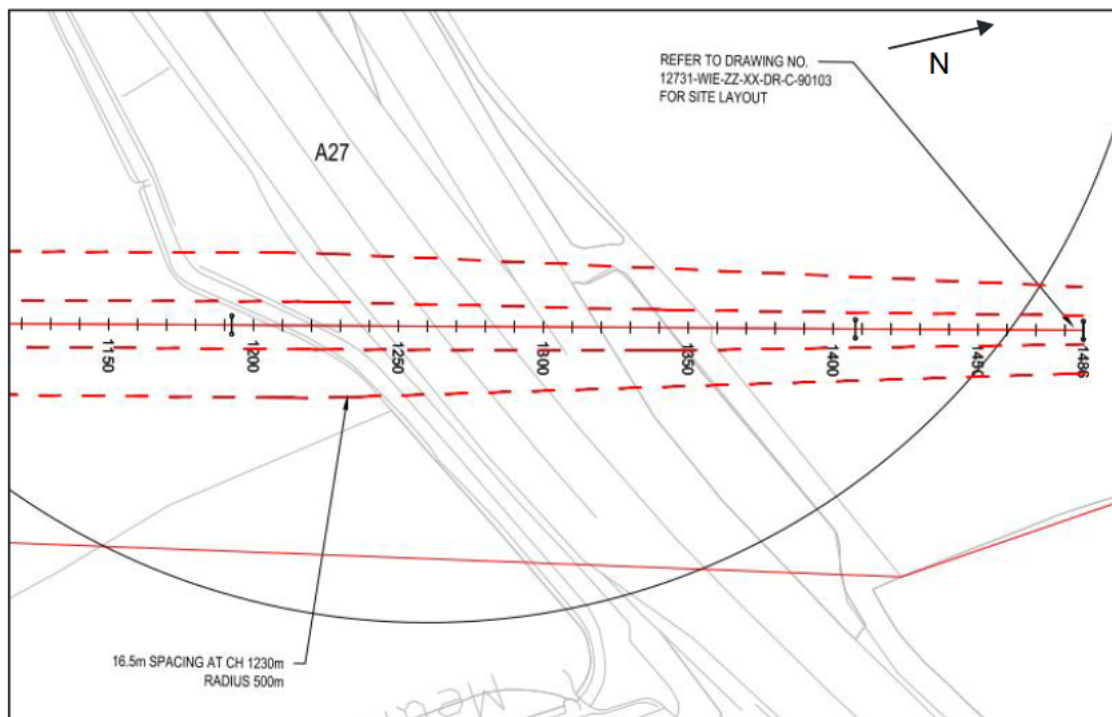 REFER TO DRAWING NO.
12731-WIE-ZZ-XX-DR-C-90103
FOR SITE LAYOUT
N
A27
1150
1200
1250
1300
1350
1400
1450
1486
16.5m SPACING AT CH 1230m
RADIUS 500m